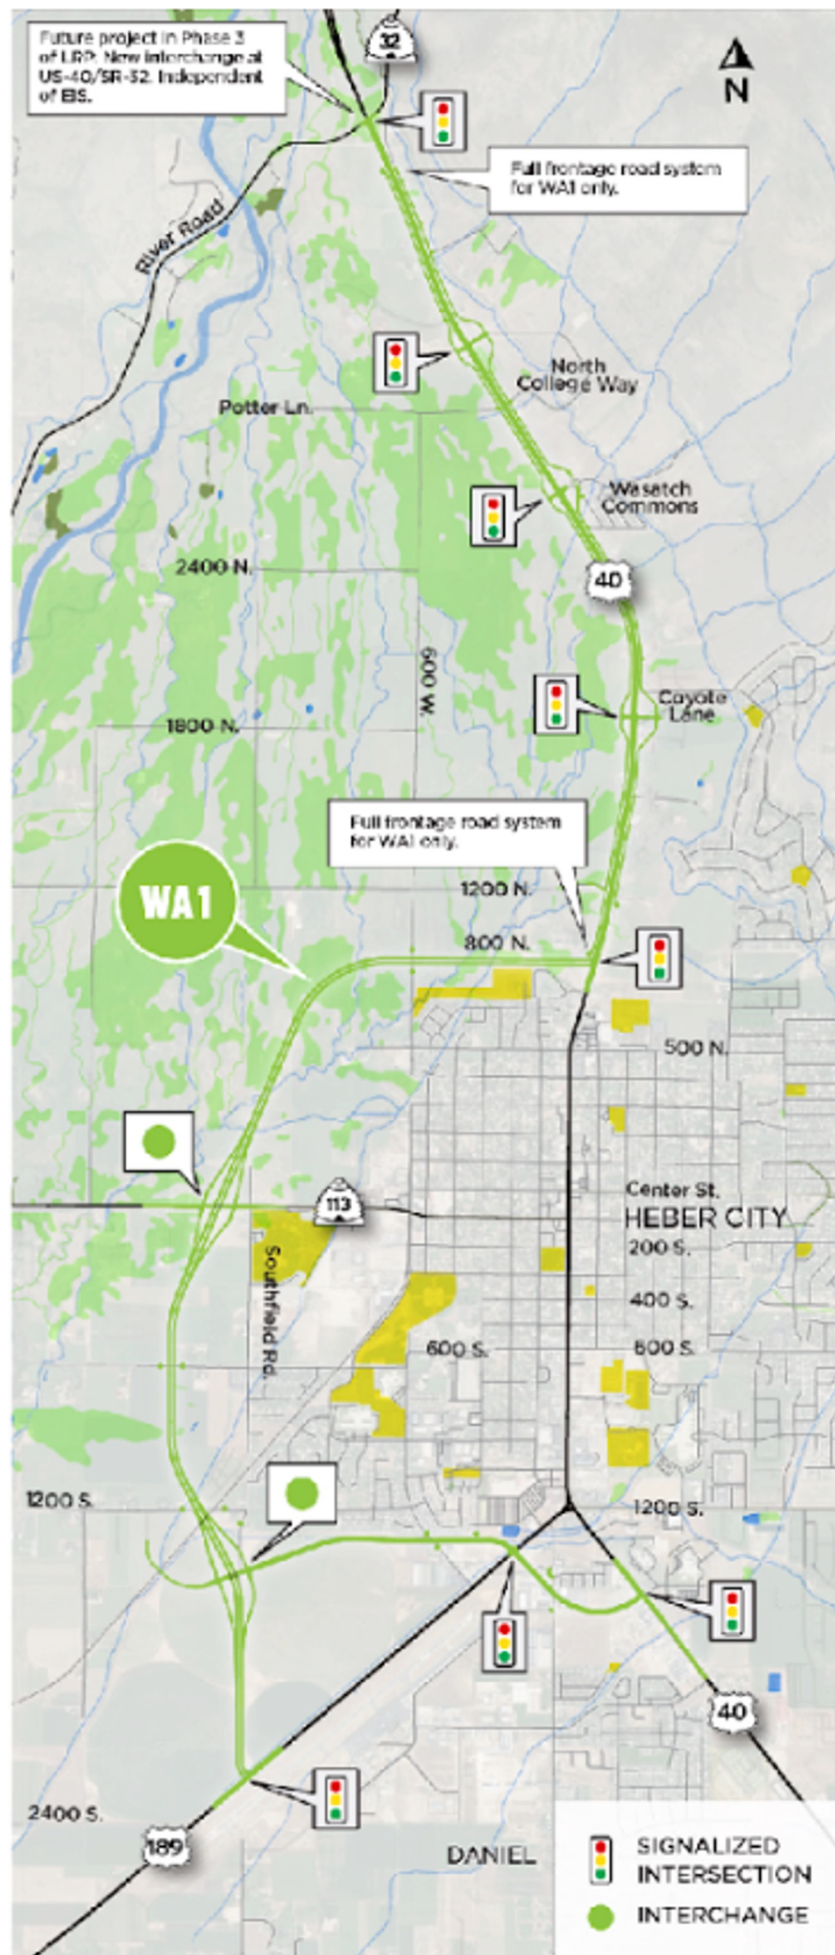 Future project in Phase 3
of LRP. New interchange at
US-40/SR-32. Independent
of EIS.
32
N
Full frontage road system
for WA1 only.
River Road
North
College Way
Potter Ln.
Wasatch
Commons
2400 N.
40
600 W.
Coyote
Lane
1800 N.
Full frontage road system
for WA1 only.
1200 N.
WA1
800 N.
500 N.
113
Center St.
HEBER CITY
200 S.
Southfield Rd.
400 S.
600 S.
600 S.
1200 S.
1200 S.
40
2400 S.
189
DANIEL
SIGNALIZED
INTERSECTION
INTERCHANGE